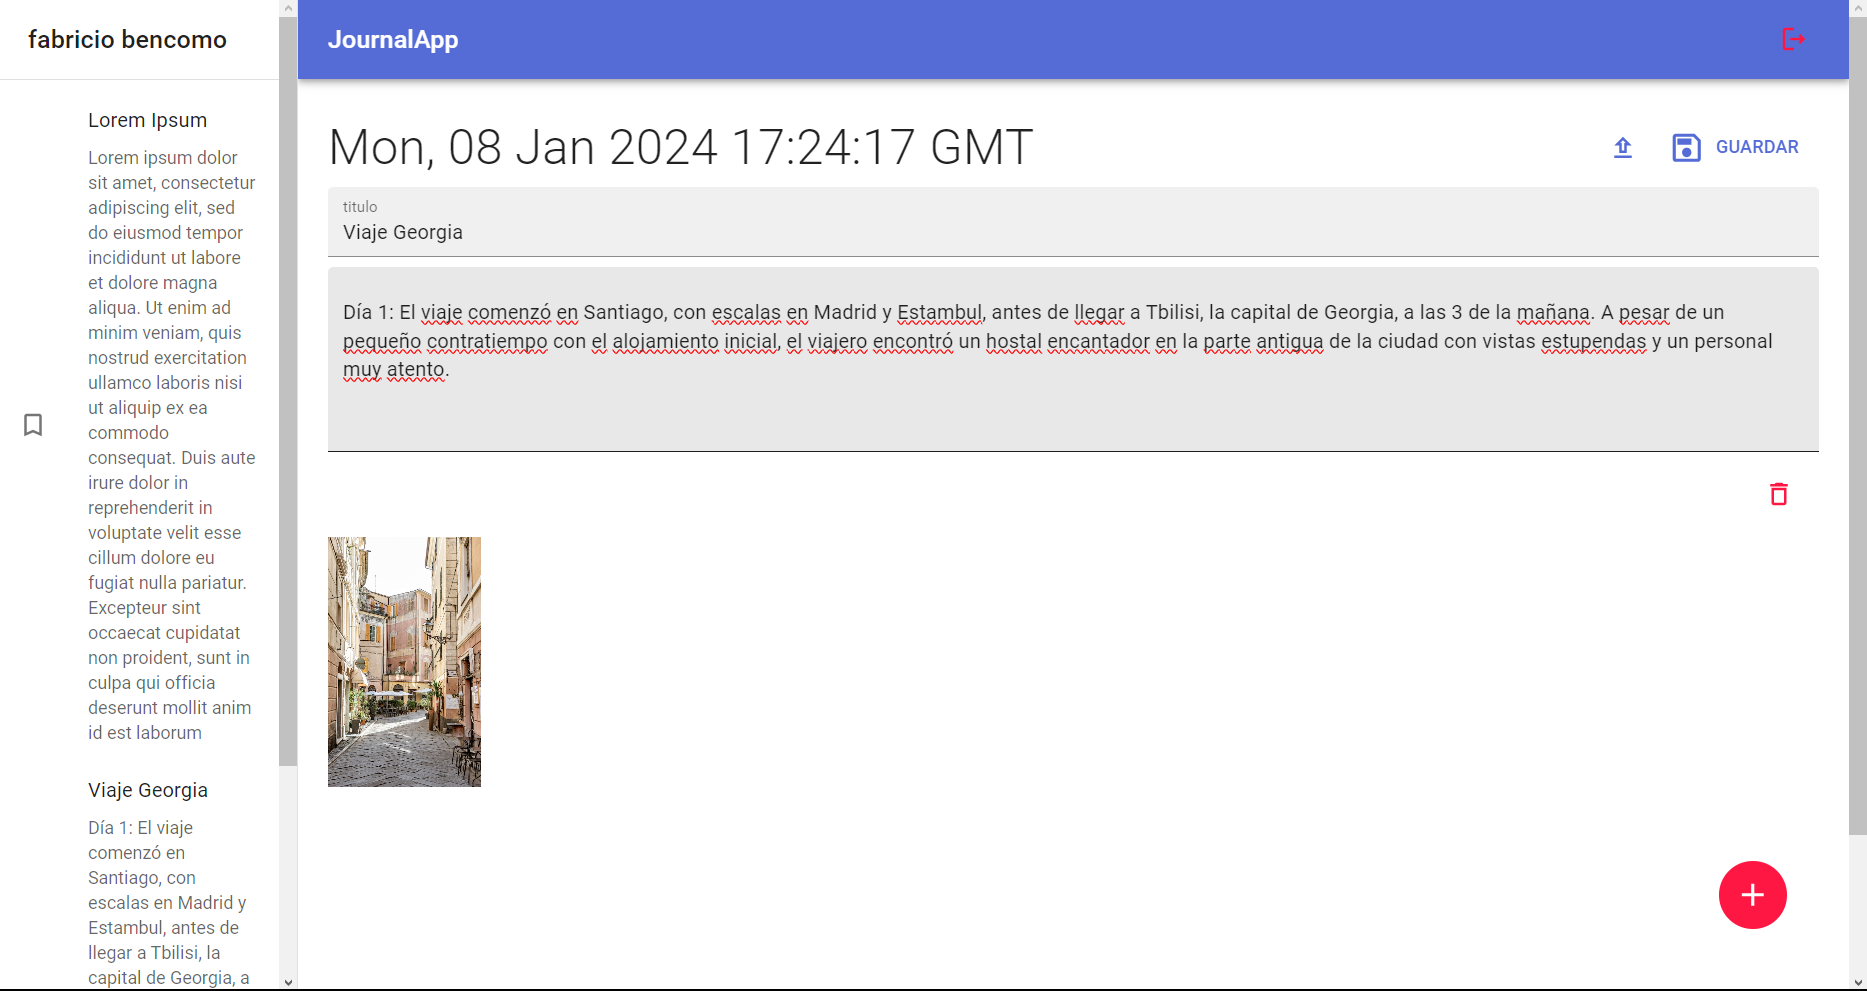 fabricio bencomo
Lorem Ipsum
Lorem ipsum dolor
sit amet, consectetur
adipiscing elit, sed
do eiusmod tempor
incididunt ut labore
et dolore magna
aliqua. Ut enim ad
minim veniam, quis
nostrud exercitation
ullamco laboris nisi
ut aliquip ex ea
commodo
consequat. Duis aute
irure dolor in
reprehenderit in
voluptate velit esse
cillum dolore eu
fugiat nulla pariatur.
Excepteur sint
occaecat cupidatat
non proident, sunt in
culpa qui officia
deserunt mollit anim
id est laborum
Viaje Georgia
Día 1: El viaje
comenzó en
Santiago, con
escalas en Madrid y
Estambul, antes de
llegar a Tbilisi, la
capital de Georgia, a
JournalApp
Mon, 08 Jan 2024 17:24:17 GMT
GUARDAR
titulo
Viaje Georgia
Día 1: El viaje comenzó en Santiago, con escalas en Madrid y Estambul, antes de llegar a Tbilisi, la capital de Georgia, a las 3 de la mañana. A pesar de un
pequeño contratiempo con el alojamiento inicial, el viajero encontró un hostal encantador en la parte antigua de la ciudad con vistas estupendas y un personal
muy atento.